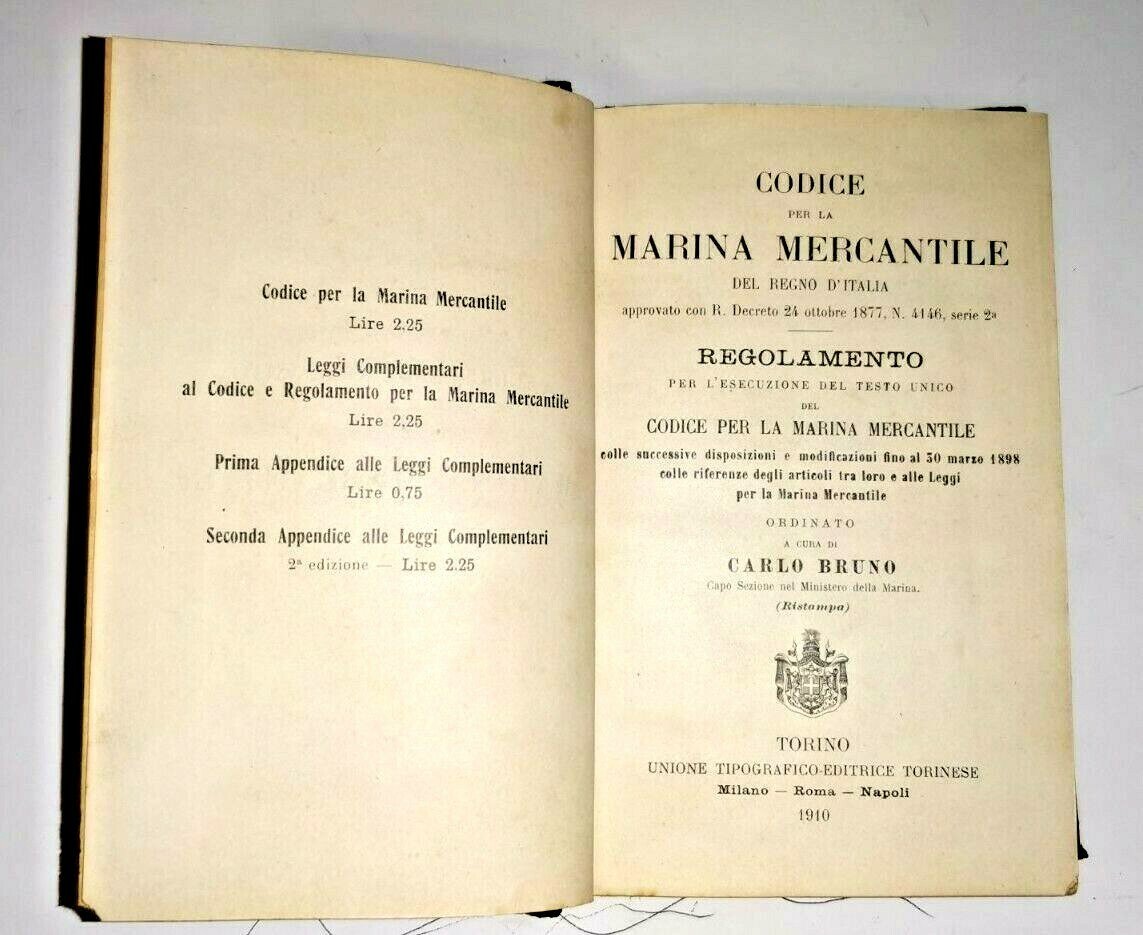 Codice per la Marina Mercantile
Lire 2,25
Leggi Complementari
al Codice e Regolamento per la Marina Mercantile
Lire 2,25
Prima Appendice alle Leggi Complementari
Lire 0,75
Seconda Appendice alle Leggi Complementari
2ª edizione — Lire 2.25
CODICE
PER LA
MARINA MERCANTILE
DEL REGNO D'ITALIA
approvato con R. Decreto 24 ottobre 1877, N. 4146, serie 2ª
REGOLAMENTO
PER L'ESECUZIONE DEL TESTO UNICO
DEL
CODICE PER LA MARINA MERCANTILE
colle successive disposizioni e modificazioni fino al 30 marzo 1898
colle riferenze degli articoli tra loro e alle Leggi
per la Marina Mercantile
ORDINATO
A CURA DI
CARLO BRUNO
Capo Sezione nel Ministero della Marina.
(Ristampa)
TORINO
UNIONE TIPOGRAFICO-EDITRICE TORINESE
Milano — Roma — Napoli
1910